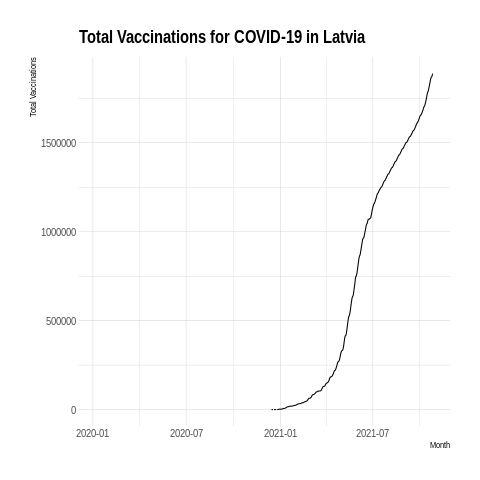 Total Vaccinations for COVID-19 in Latvia
Total Vaccinations
1500000
1000000
500000
0
2020-01 2020-07 2021-01 2021-07
Month